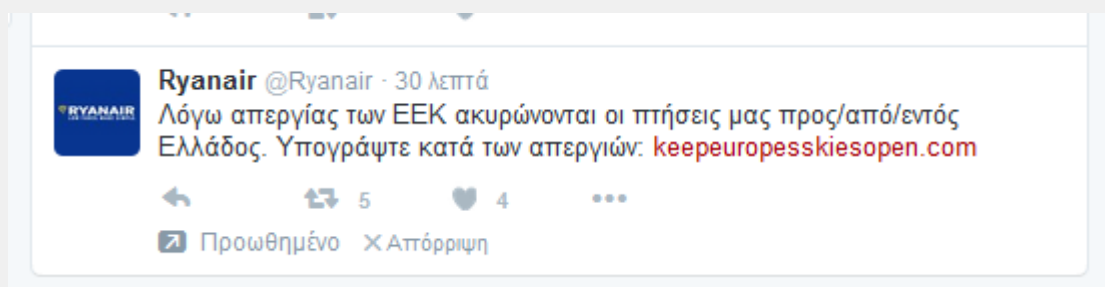 Ryanair @Ryanair · 30 λεπτά
RYANAIR
Λόγω απεργίας των ΕΕΚ ακυρώνονται οι πτήσεις μας προς/από/εντός
Ελλάδος. Υπογράψτε κατά των απεργιών: keepeuropesskiesopen.com
5 4
Προωθημένο ×Απόρριψη